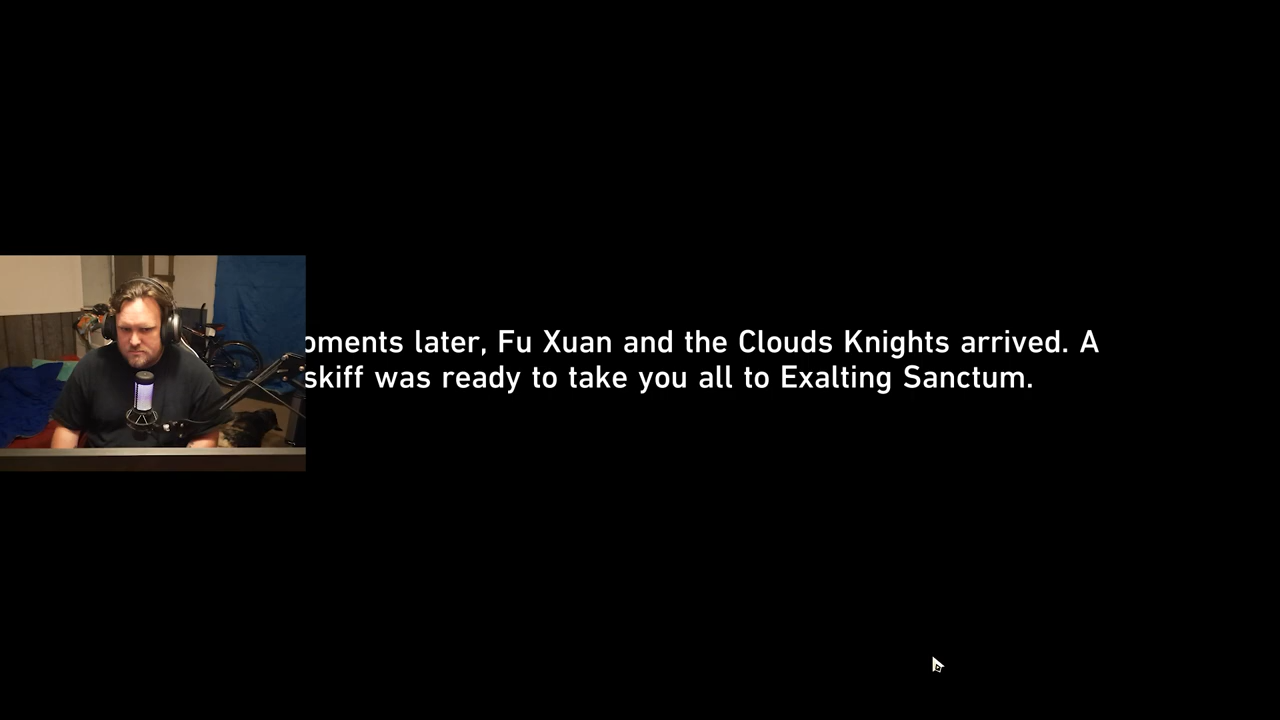 oments later, Fu Xuan and the Clouds Knights arrived. A
skiff was ready to take you all to Exalting Sanctum.